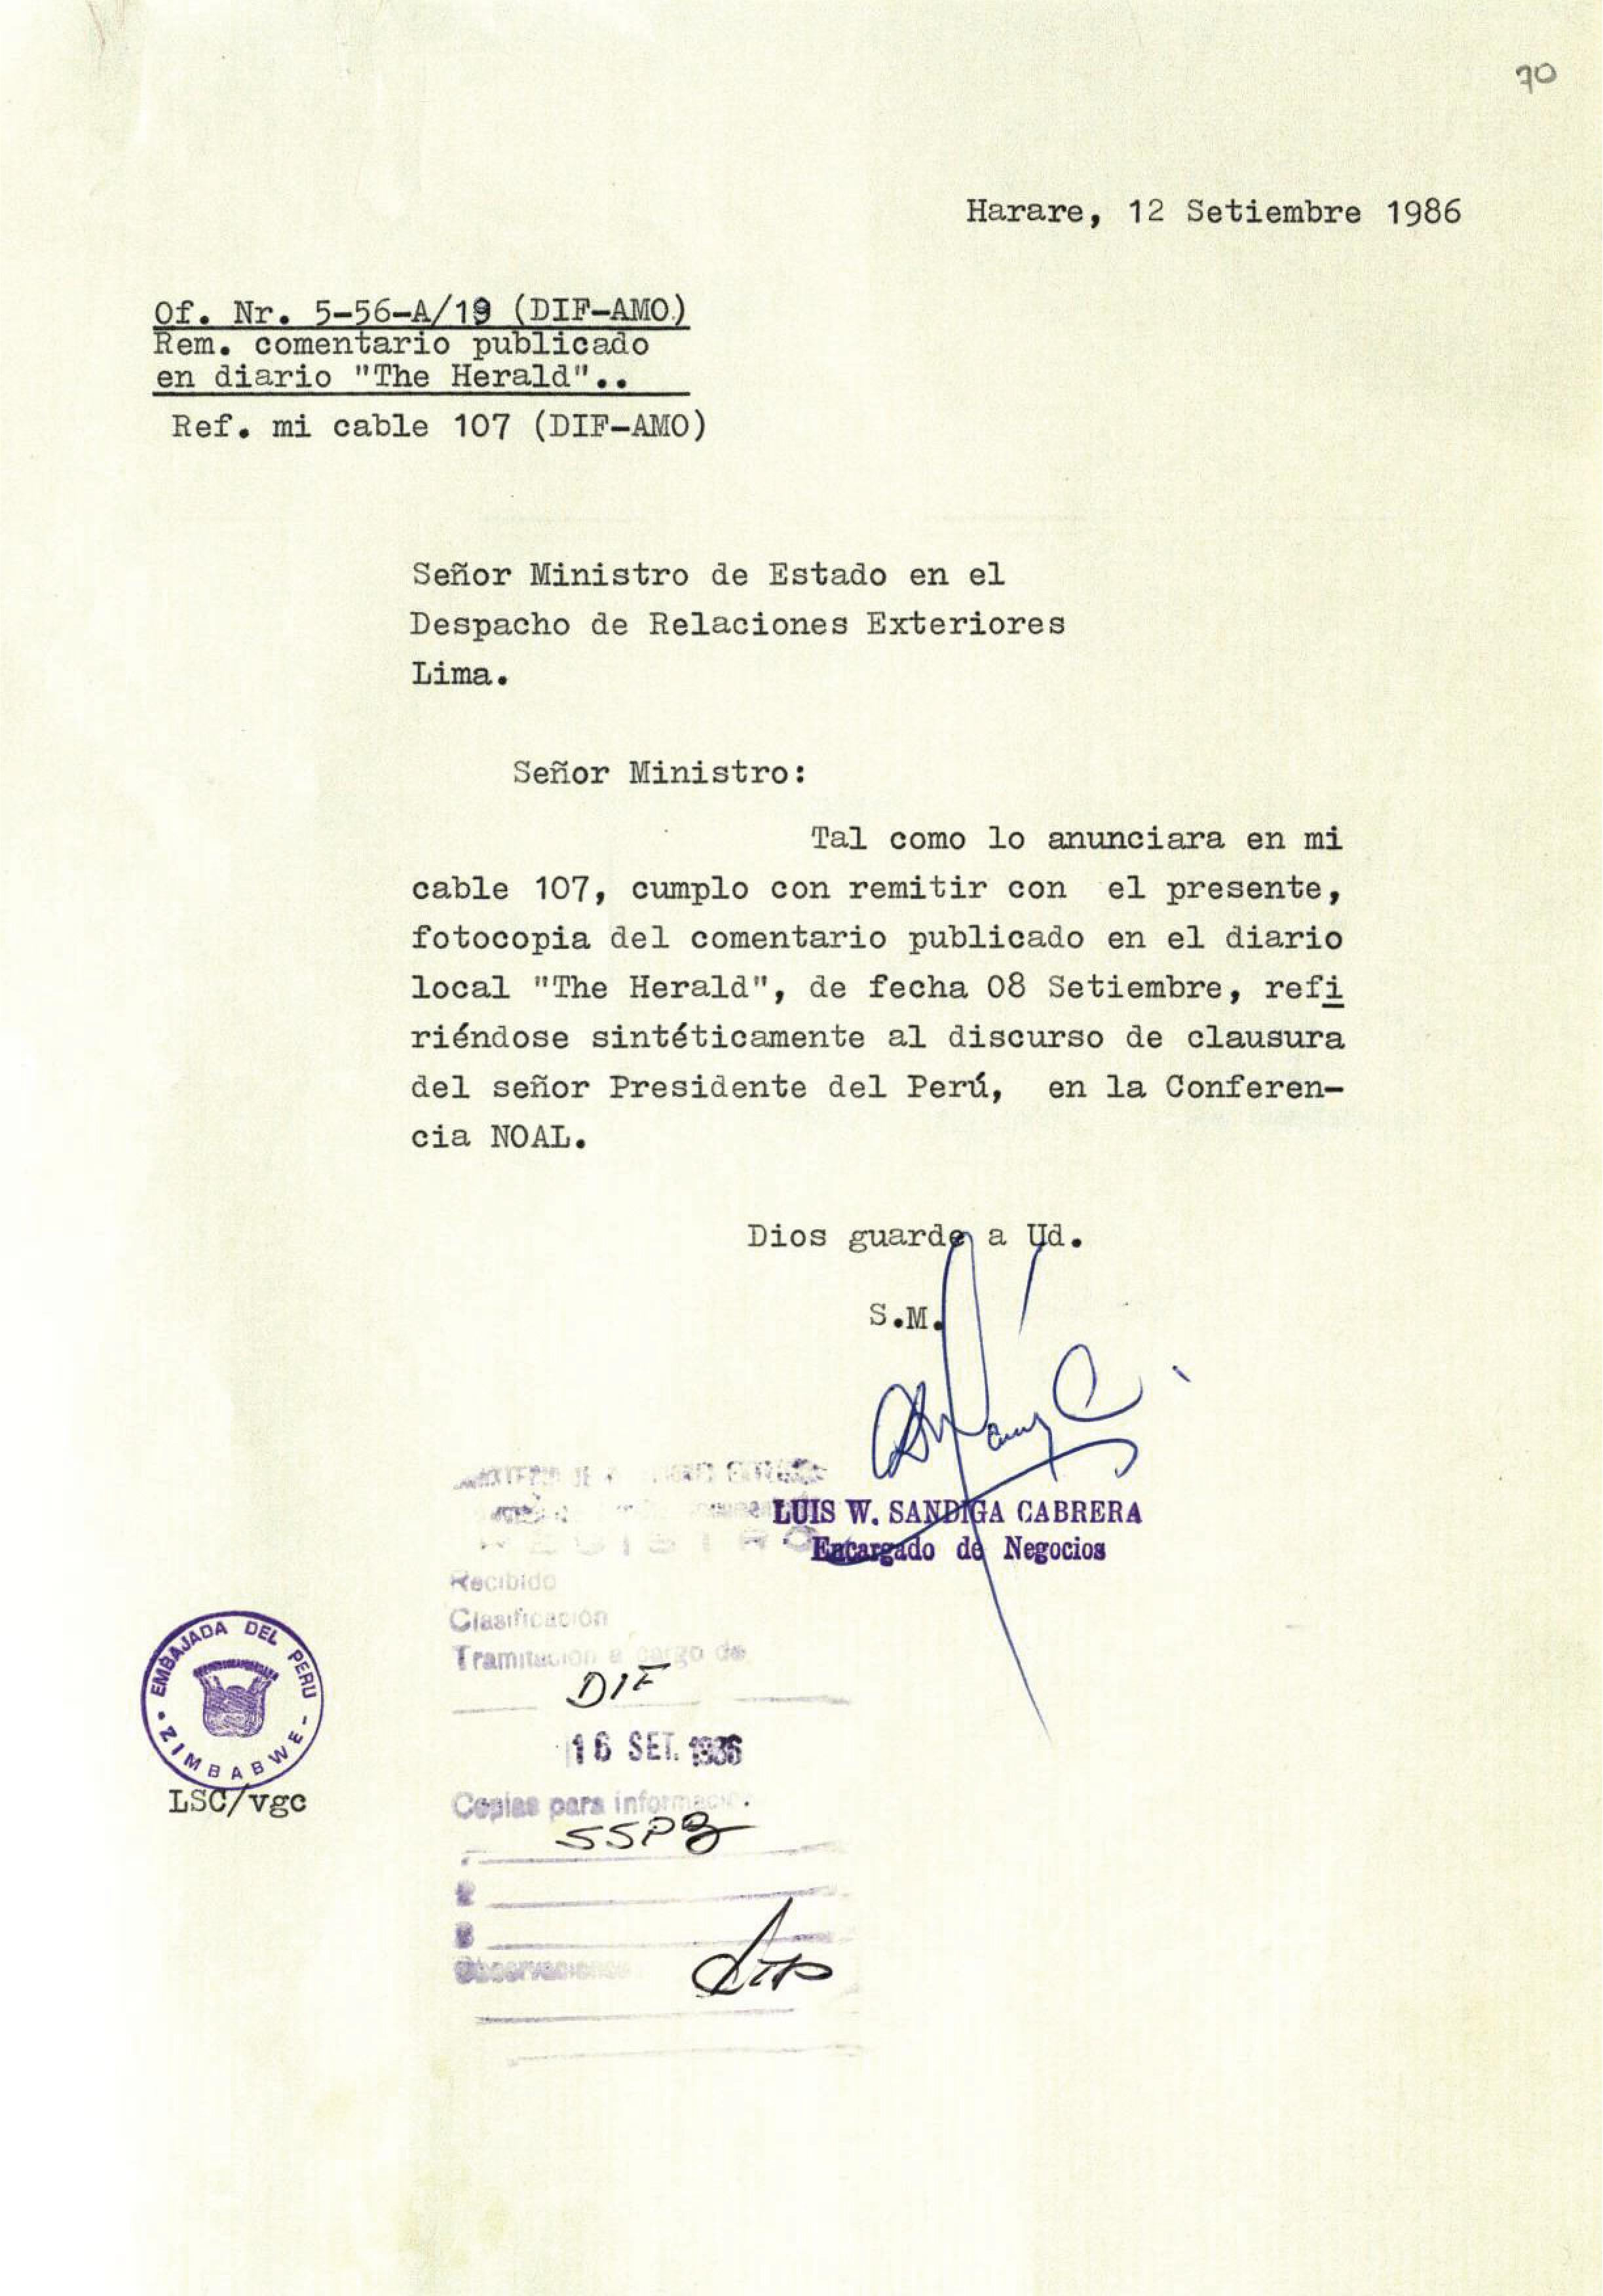 70
Harare, 12 Setiembre 1986
Of. Nr. 5-56-A/19 (DIF-AMO)
Rem. comentario publicado
en diario "The Herald"..
Ref. mi cable 107 (DIF-AMO)
Señor Ministro de Estado en el
Despacho de Relaciones Exteriores
Lima.
Señor Ministro:
Tal como lo anunciara en mi
cable 107, cumplo con remitir con el presente,
fotocopia del comentario publicado en el diario
local "The Herald", de fecha 08 Setiembre, refi
riéndose sintéticamente al discurso de clausura
del señor Presidente del Perú, en la Conferen-
cia NOAL.
Dios guarde a Ud.
S.M.
LUIS W. SANDIGA CABRERA
Encargado de Negocios
REGISTRO
Recibido
Clasificación
Tramitación a cargo de
DIF
16 SET. 1986
Copias para información
SSP
2
3
Observaciones
EMBAJADA DEL PERU
ZIMBABWE
LSC/vgc